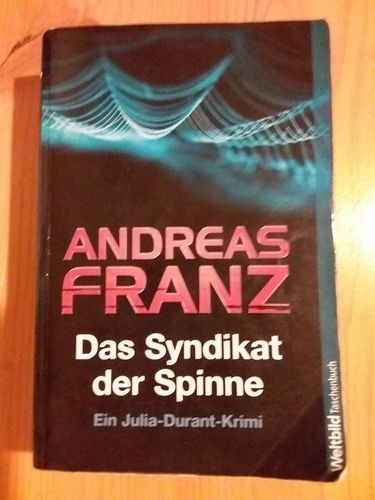 ANDREAS
FRANZ
Das Syndikat
der Spinne
Ein Julia-Durant-Krimi
Weltbild Taschenbuch